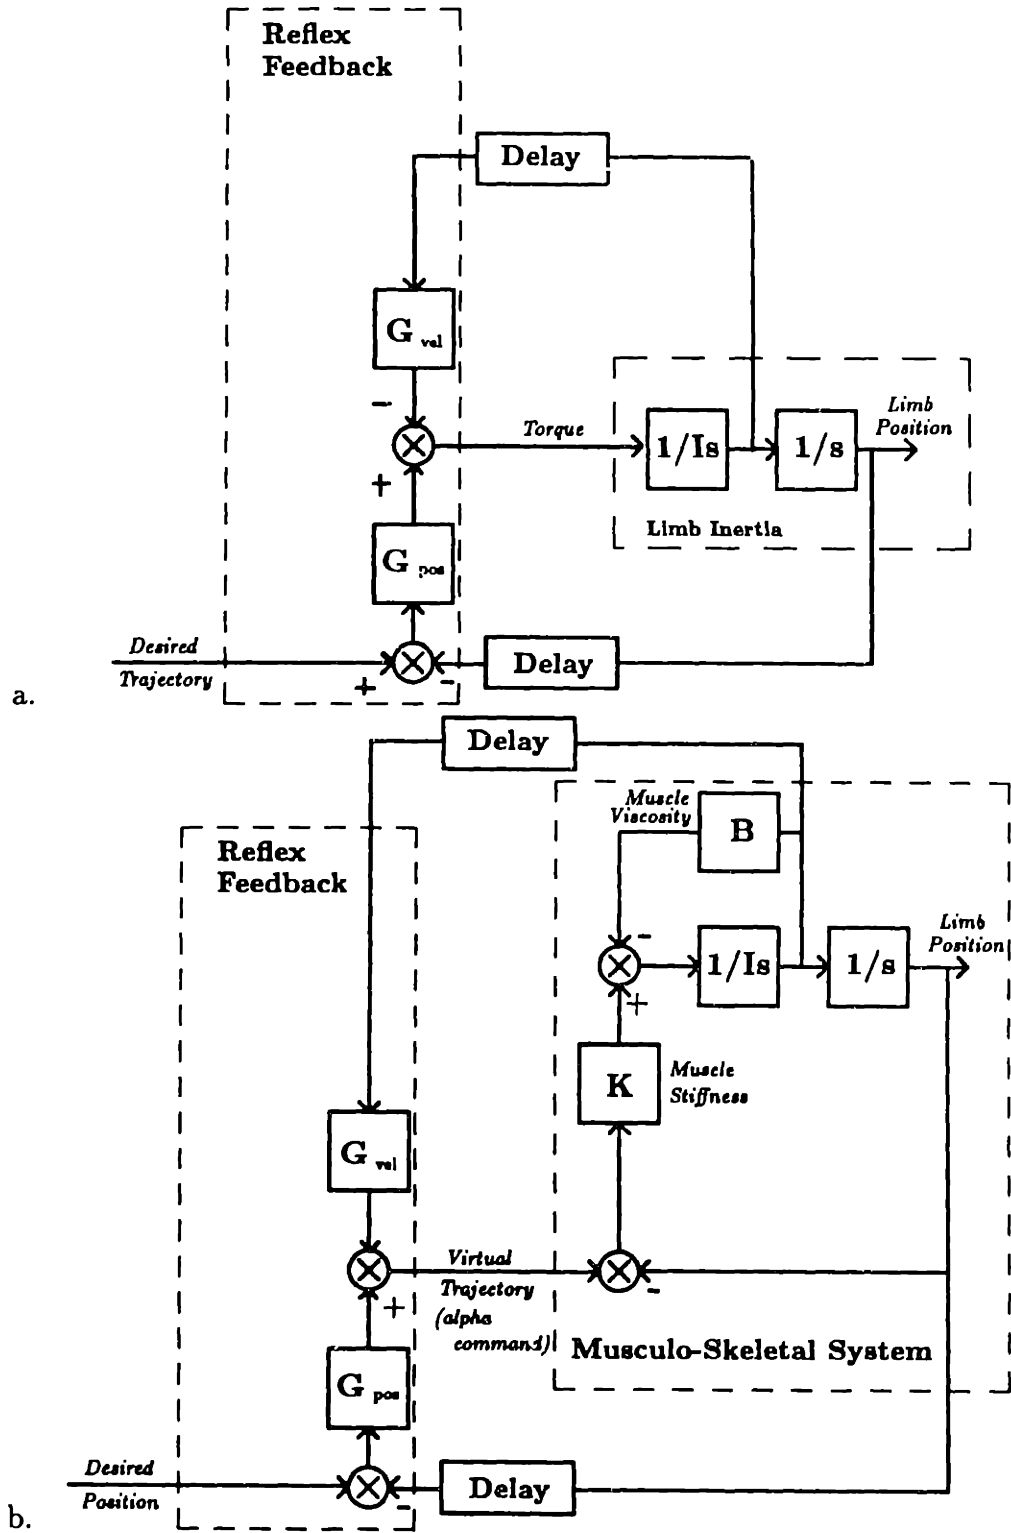 Reflex
Feedback
Delay
G vel
−
+
Torque
1/Is
1/s
Limb
Position
Limb Inertia
G pos
Desired
Trajectory
+
-
Delay
a.
Delay
Reflex
Feedback
Muscle
Viscosity
B
-
1/Is
1/s
Limb
Position
+
K
Muscle
Stiffness
G vel
Virtual
Trajectory
(alpha
command)
-
+
Musculo-Skeletal System
G pos
Desired
Position
-
Delay
b.